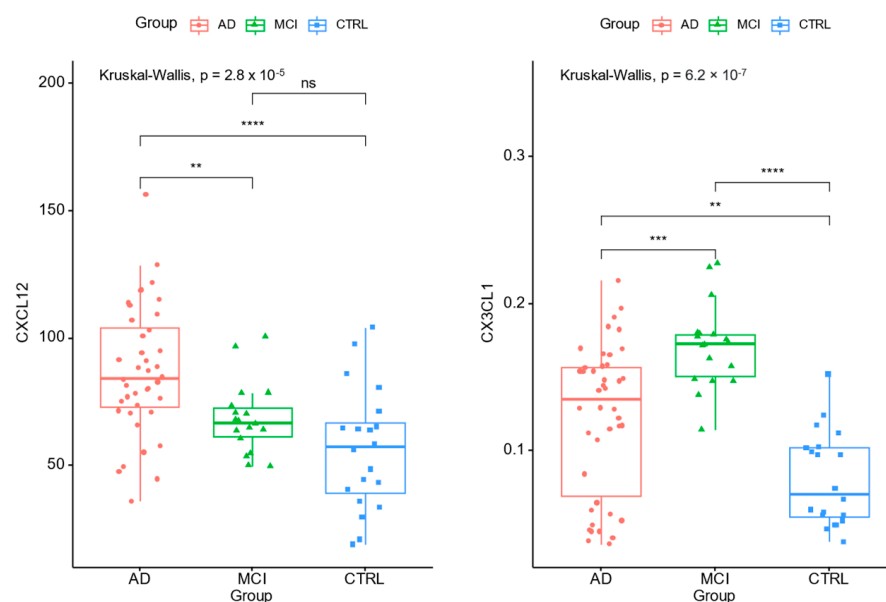 Group AD MCI CTRL
Kruskal-Wallis, p = 2.8 x 10⁻⁵
ns
****
**
CXCL12
200
150
100
50
AD MCI CTRL
Group
Group AD MCI CTRL
Kruskal-Wallis, p = 6.2 × 10⁻⁷
****
**
***
CX3CL1
0.3
0.2
0.1
AD MCI CTRL
Group